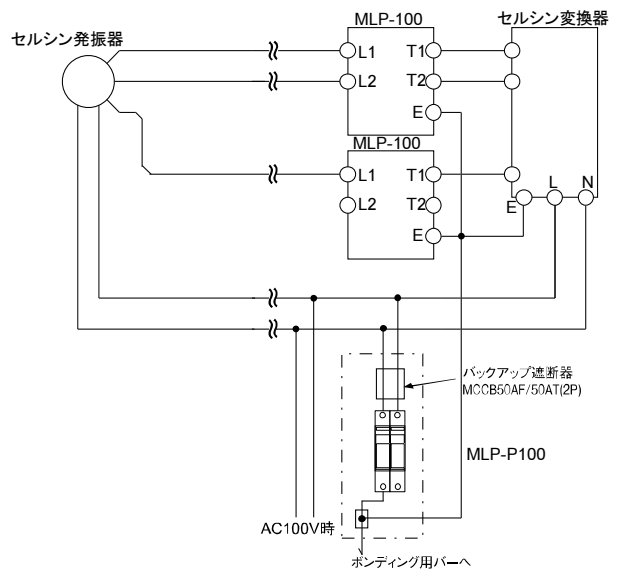 MLP-100
セルシン変換器
セルシン発振器
L1
T1
L2
T2
E
MLP-100
L1
T1
L2
T2
E
E
L
N
バックアップ遮断器
MCCB50AF/50AT(2P)
MLP-P100
AC100V時
ボンディング用バーへ